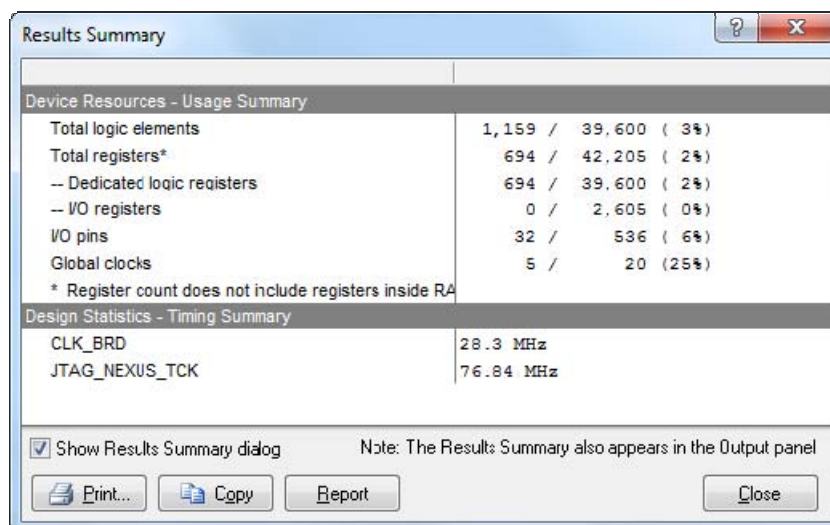 Results Summary
Device Resources - Usage Summary
Total logic elements 1,159 / 39,600 ( 3%)
Total registers* 694 / 42,205 ( 2%)
-- Dedicated logic registers 694 / 39,600 ( 2%)
-- I/O registers 0 / 2,605 ( 0%)
I/O pins 32 / 536 ( 6%)
Global clocks 5 / 20 (25%)
* Register count does not include registers inside RA
Design Statistics - Timing Summary
CLK_BRD 28.3 MHz
JTAG_NEXUS_TCK 76.84 MHz
Show Results Summary dialog Note: The Results Summary also appears in the Output panel
Print... Copy Report Close